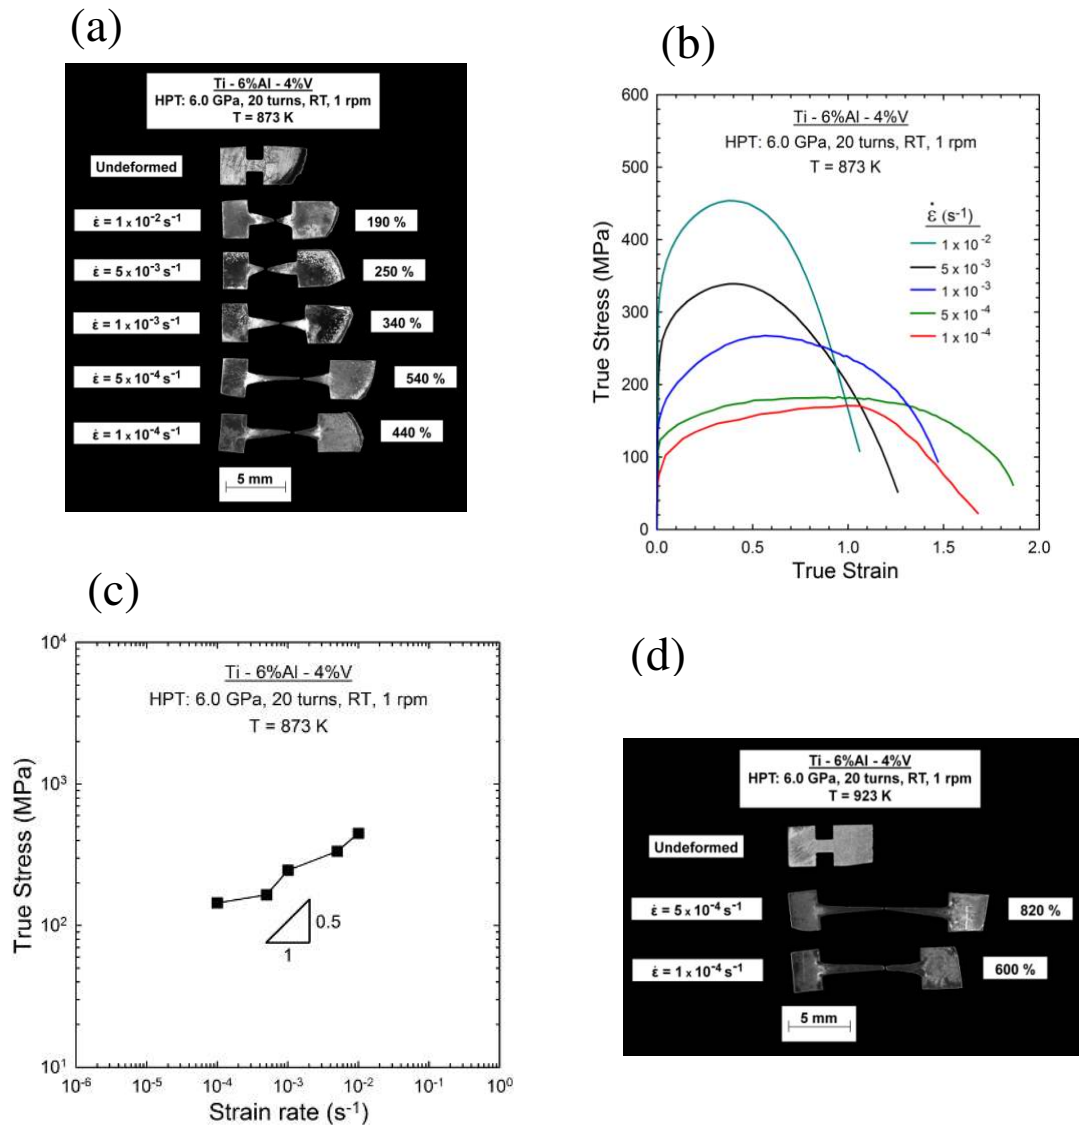 (a)
Ti - 6%Al - 4%V
HPT: 6.0 GPa, 20 turns, RT, 1 rpm
T = 873 K
Undeformed
ε̇ = 1 x 10⁻² s⁻¹ 190 %
ε̇ = 5 x 10⁻³ s⁻¹ 250 %
ε̇ = 1 x 10⁻³ s⁻¹ 340 %
ε̇ = 5 x 10⁻⁴ s⁻¹ 540 %
ε̇ = 1 x 10⁻⁴ s⁻¹ 440 %
5 mm
(b)
Ti - 6%Al - 4%V
HPT: 6.0 GPa, 20 turns, RT, 1 rpm
T = 873 K
ε̇ (s⁻¹)
1 x 10⁻²
5 x 10⁻³
1 x 10⁻³
5 x 10⁻⁴
1 x 10⁻⁴
True Stress (MPa)
600
500
400
300
200
100
0
0.0 0.5 1.0 1.5 2.0
True Strain
(c)
Ti - 6%Al - 4%V
HPT: 6.0 GPa, 20 turns, RT, 1 rpm
T = 873 K
True Stress (MPa)
10⁴
10³
10²
10¹
0.5
1
10⁻⁶ 10⁻⁵ 10⁻⁴ 10⁻³ 10⁻² 10⁻¹ 10⁰
Strain rate (s⁻¹)
(d)
Ti - 6%Al - 4%V
HPT: 6.0 GPa, 20 turns, RT, 1 rpm
T = 923 K
Undeformed
ε̇ = 5 x 10⁻⁴ s⁻¹ 820 %
ε̇ = 1 x 10⁻⁴ s⁻¹ 600 %
5 mm